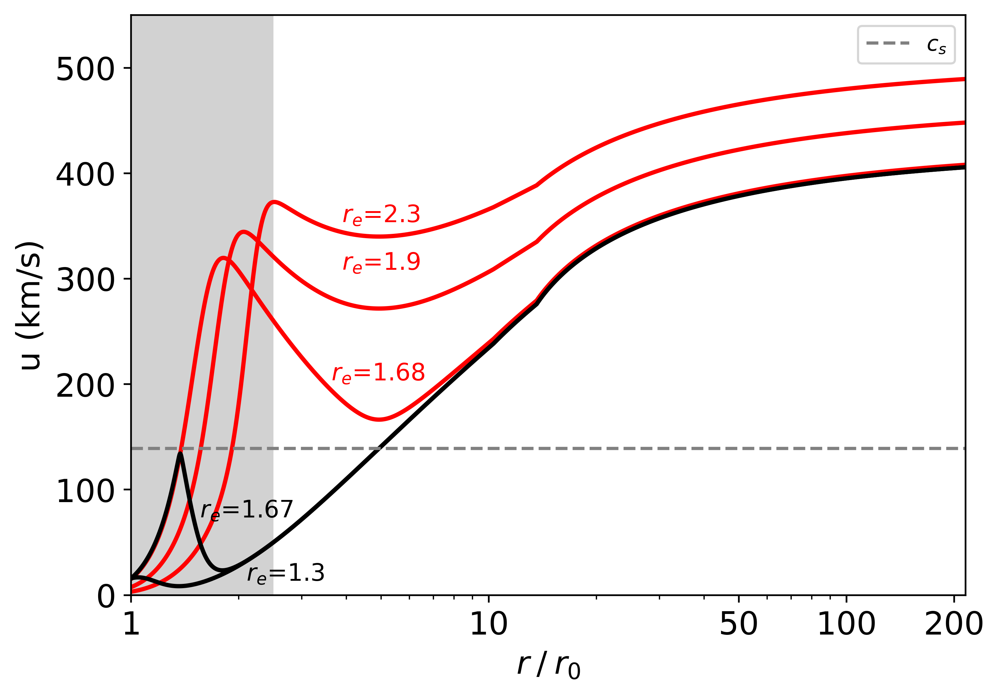 c_s
500
400
300
200
100
0
u (km/s)
r_e=2.3
r_e=1.9
r_e=1.68
r_e=1.67
r_e=1.3
1 10 50 100 200
r / r_0